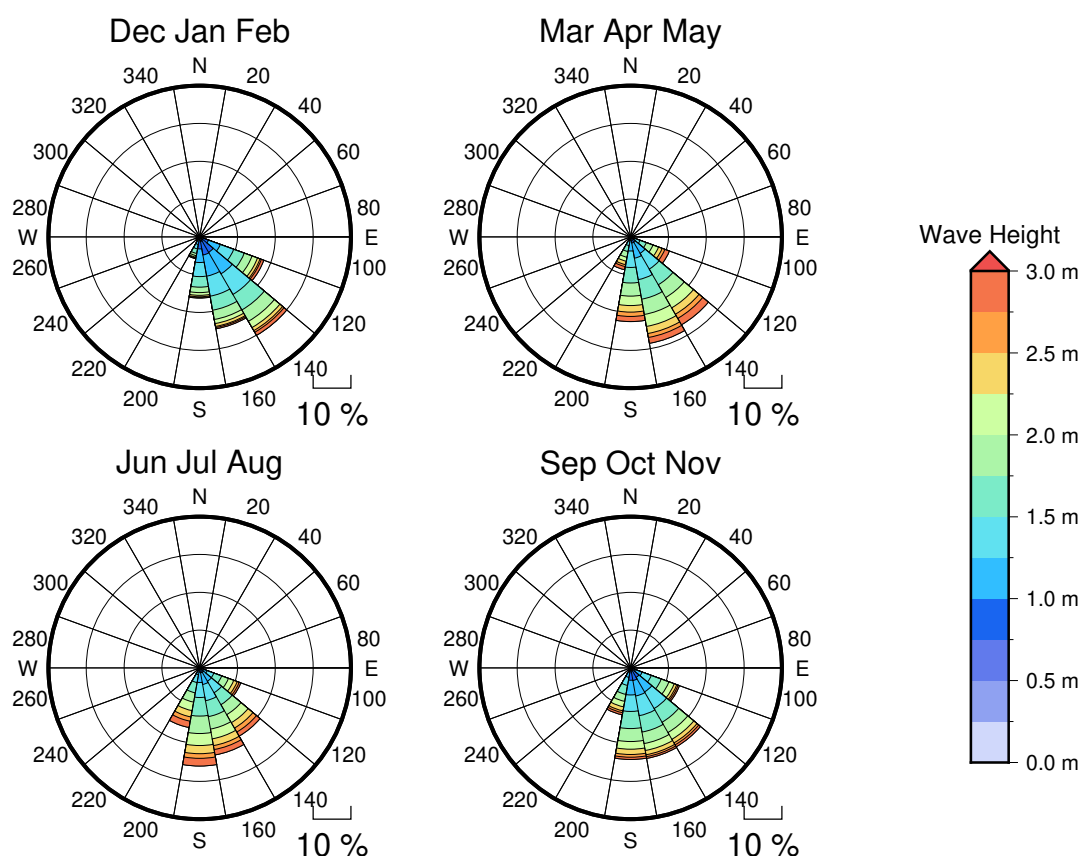 Dec Jan Feb
N
20
40
60
80
E
100
120
140
160
S
200
220
240
260
W
280
300
320
340
10 %
Mar Apr May
N
20
40
60
80
E
100
120
140
160
S
200
220
240
260
W
280
300
320
340
10 %
Jun Jul Aug
N
20
40
60
80
E
100
120
140
160
S
200
220
240
260
W
280
300
320
340
10 %
Sep Oct Nov
N
20
40
60
80
E
100
120
140
160
S
200
220
240
260
W
280
300
320
340
10 %
Wave Height
3.0 m
2.5 m
2.0 m
1.5 m
1.0 m
0.5 m
0.0 m